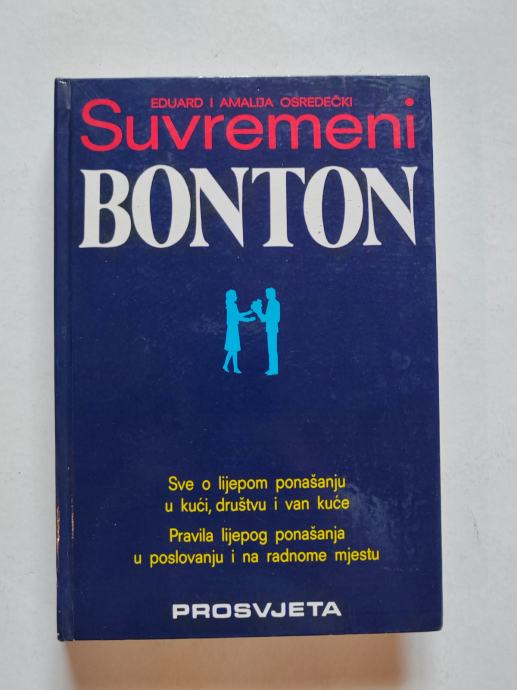 EDUARD I AMALIJA OSREDEČKI
Suvremeni
BONTON
Sve o lijepom ponašanju
u kući, društvu i van kuće
Pravila lijepog ponašanja
u poslovanju i na radnome mjestu
PROSVJETA